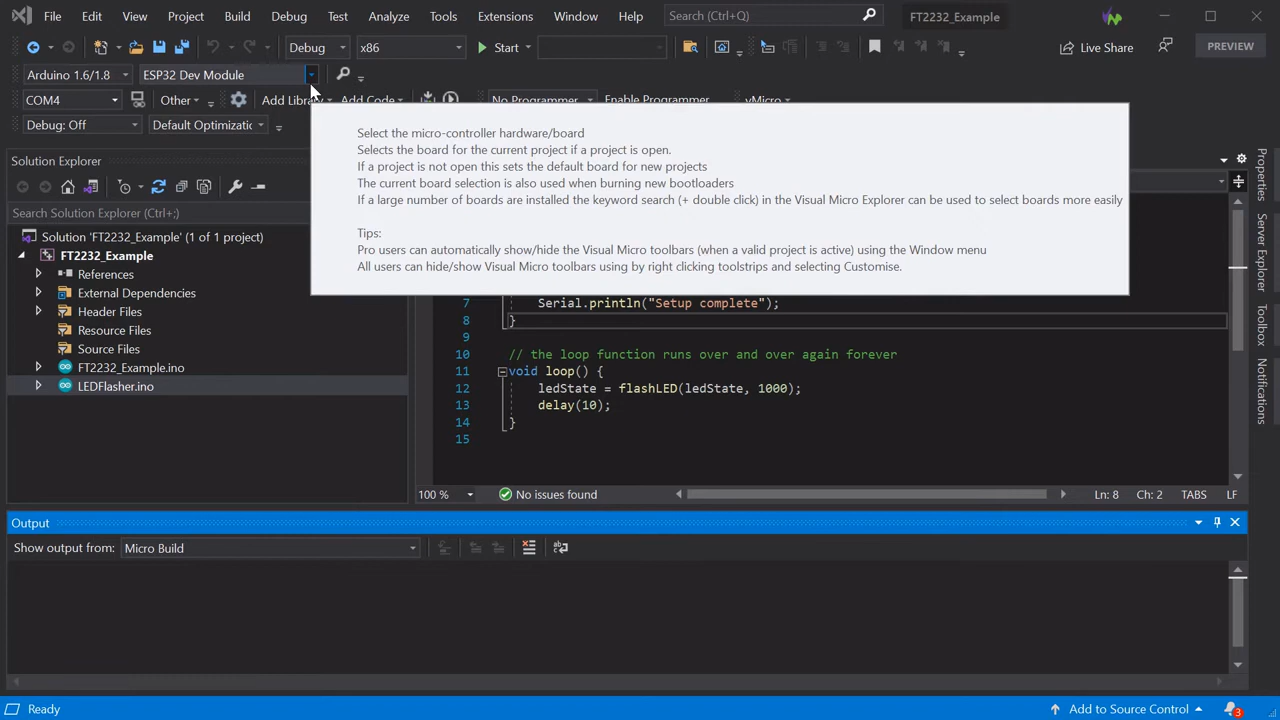 File Edit View Project Build Debug Test Analyze Tools Extensions Window Help Search (Ctrl+Q) FT2232_Example
Debug x86 Start Live Share PREVIEW
Arduino 1.6/1.8 ESP32 Dev Module
COM4 Other Add Library Add Code No Programmer Enable Programmer vMicro
Debug: Off Default Optimizatic
Select the micro-controller hardware/board
Selects the board for the current project if a project is open.
If a project is not open this sets the default board for new projects
The current board selection is also used when burning new bootloaders
If a large number of boards are installed the keyword search (+ double click) in the Visual Micro Explorer can be used to select boards more easily
Tips:
Pro users can automatically show/hide the Visual Micro toolbars (when a valid project is active) using the Window menu
All users can hide/show Visual Micro toolbars using by right clicking toolstrips and selecting Customise.
Solution Explorer
Search Solution Explorer (Ctrl+;)
Solution 'FT2232_Example' (1 of 1 project)
FT2232_Example
References
External Dependencies
Header Files
Resource Files
Source Files
FT2232_Example.ino
LEDFlasher.ino
7 Serial.println("Setup complete");
8 }
9
10 // the loop function runs over and over again forever
11 void loop() {
12 ledState = flashLED(ledState, 1000);
13 delay(10);
14 }
15
100 % No issues found Ln: 8 Ch: 2 TABS LF
Properties
Server Explorer
Toolbox
Notifications
Output
Show output from: Micro Build
Ready Add to Source Control 3